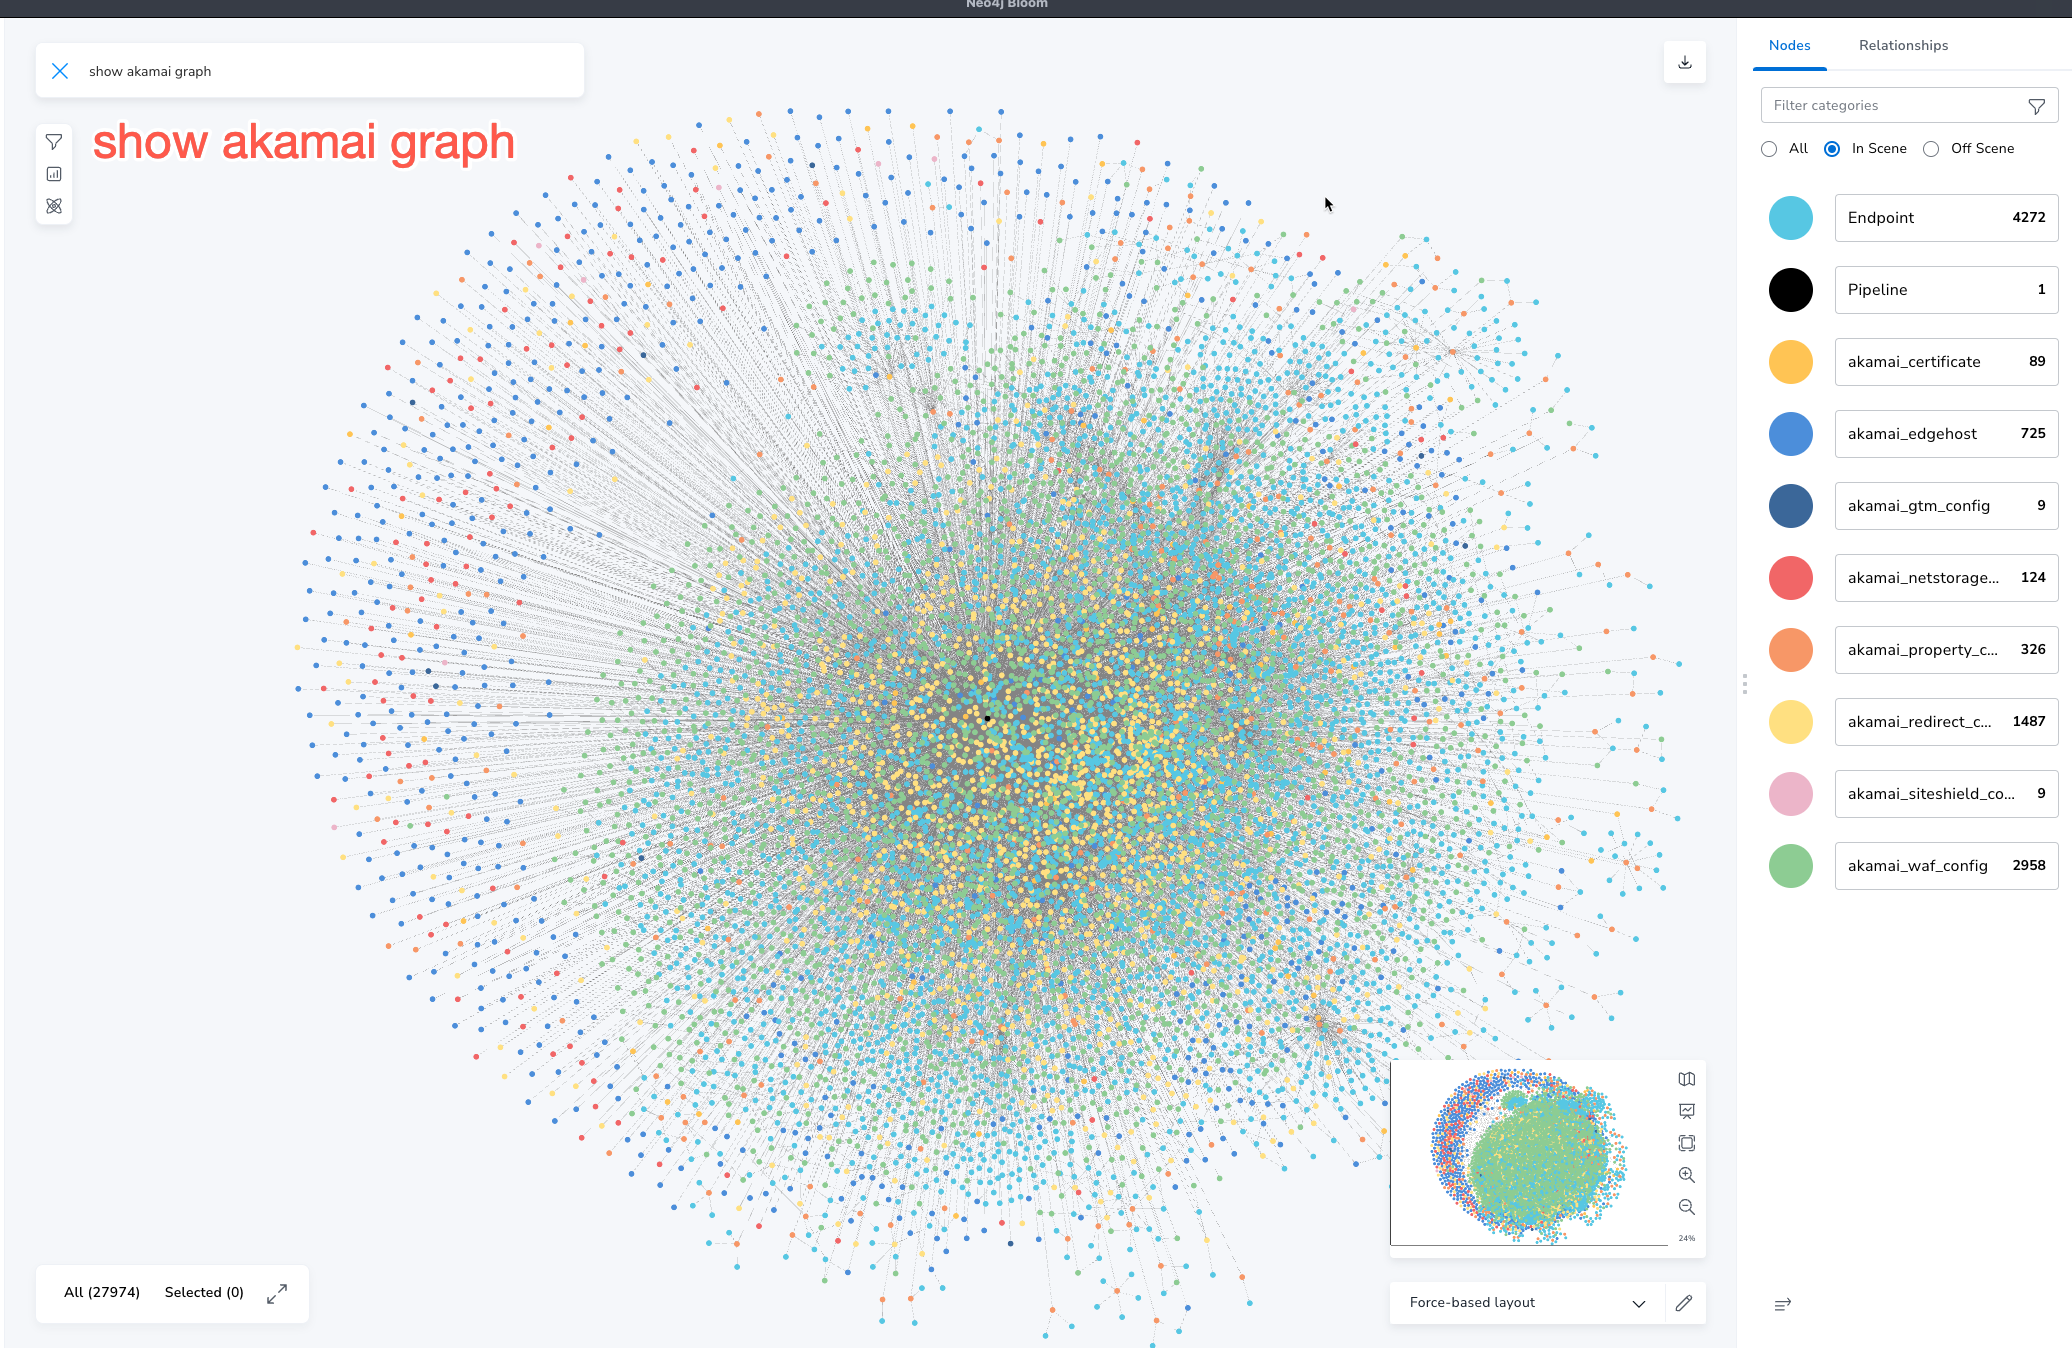 Neo4j Bloom
show akamai graph
show akamai graph
Nodes Relationships
Filter categories
All In Scene Off Scene
Endpoint 4272
Pipeline 1
akamai_certificate 89
akamai_edgehost 725
akamai_gtm_config 9
akamai_netstorage... 124
akamai_property_c... 326
akamai_redirect_c... 1487
akamai_siteshield_co... 9
akamai_waf_config 2958
24%
All (27974) Selected (0)
Force-based layout